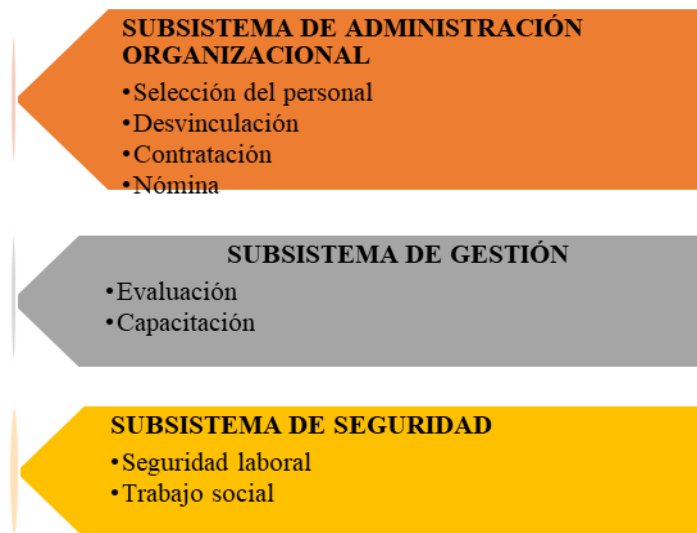 SUBSISTEMA DE ADMINISTRACIÓN
ORGANIZACIONAL
•Selección del personal
•Desvinculación
•Contratación
•Nómina
SUBSISTEMA DE GESTIÓN
•Evaluación
•Capacitación
SUBSISTEMA DE SEGURIDAD
•Seguridad laboral
•Trabajo social